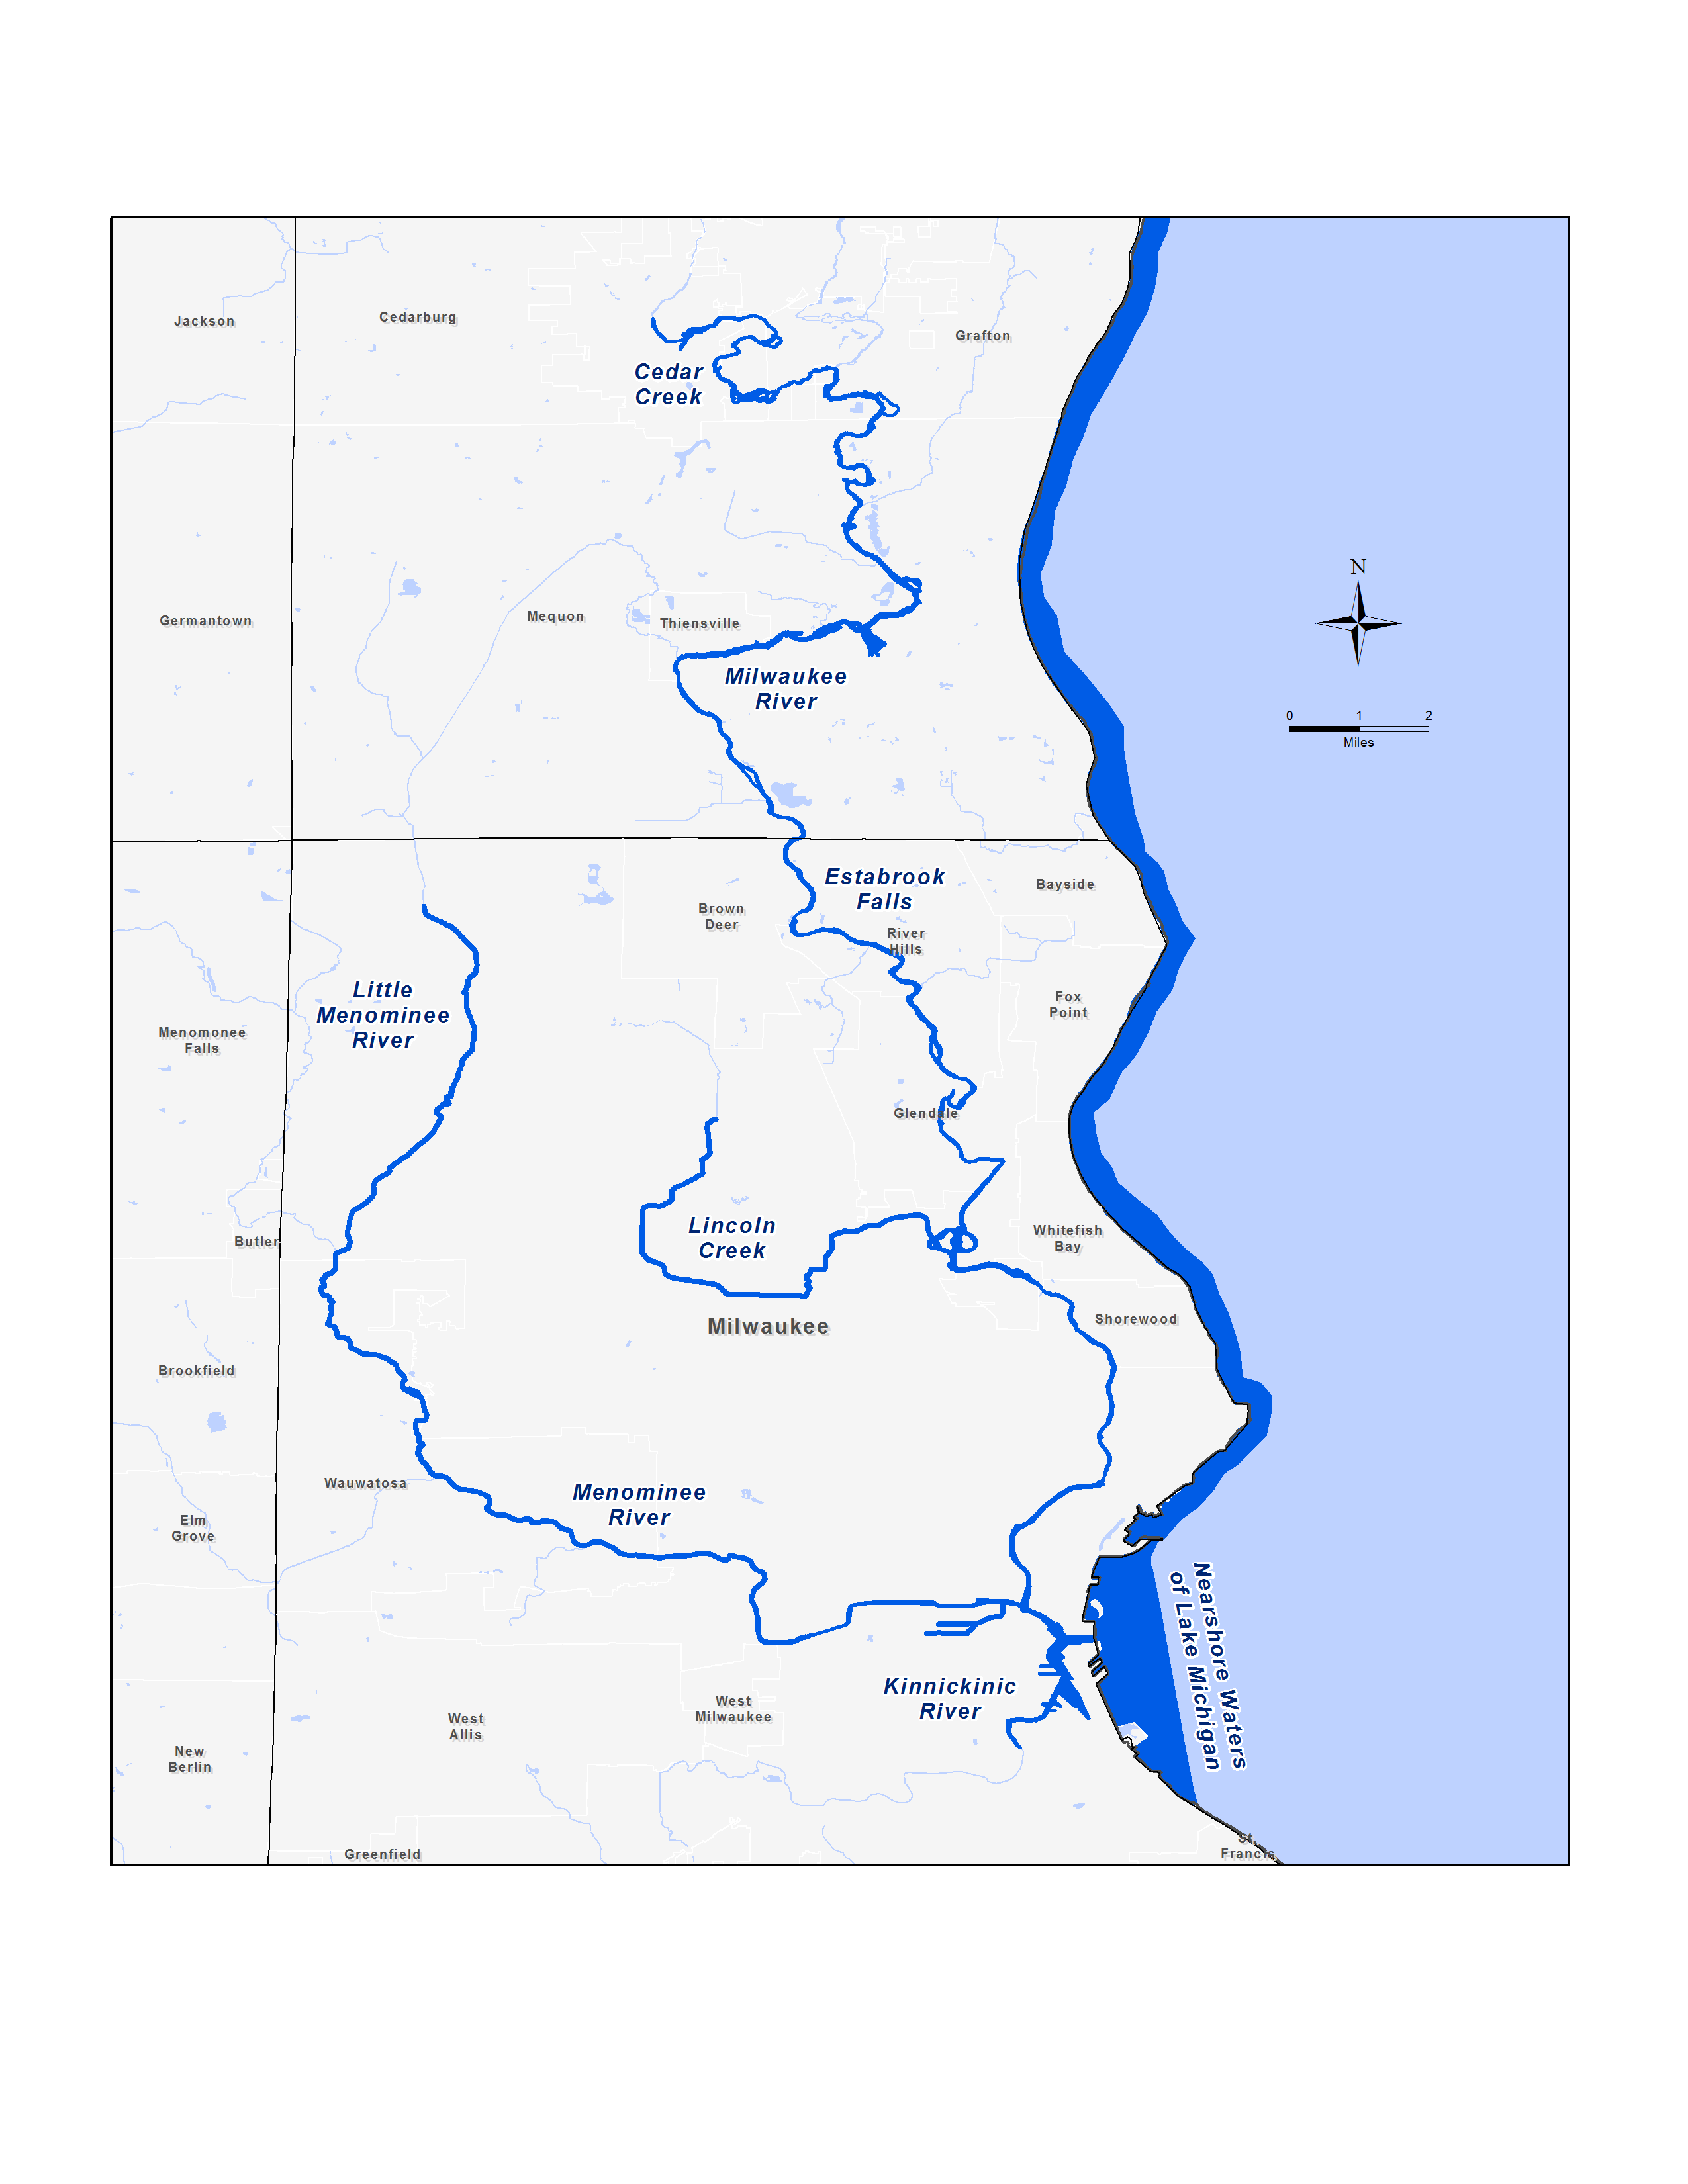 Jackson
Cedarburg
Grafton
Cedar
Creek
N
Germantown
Mequon
Thiensville
Milwaukee
River
0 1 2
Miles
Estabrook
Falls
Bayside
Brown
Deer
River
Hills
Little
Menominee
River
Fox
Point
Menomonee
Falls
Glendale
Lincoln
Creek
Whitefish
Bay
Butler
Milwaukee
Shorewood
Brookfield
Wauwatosa
Menominee
River
Elm
Grove
Nearshore Waters
of Lake Michigan
Kinnickinic
River
West
Milwaukee
West
Allis
New
Berlin
Greenfield
St.
Francis